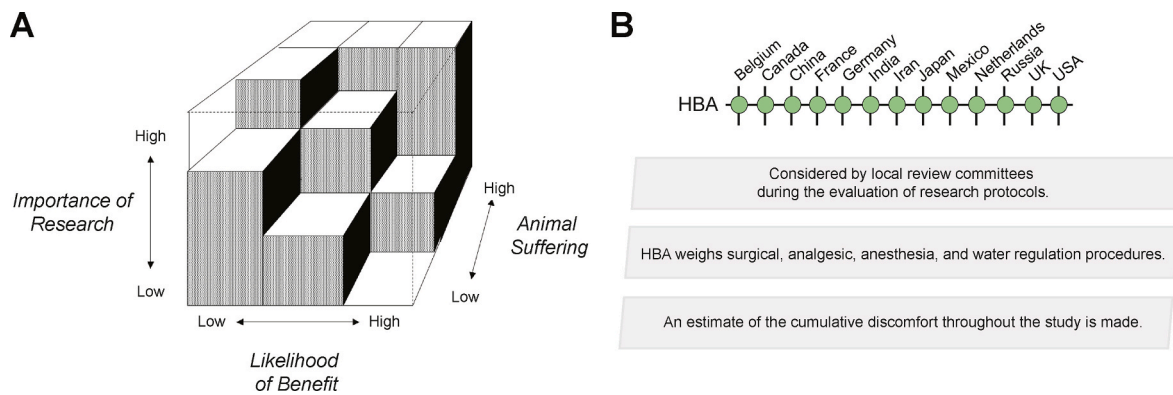 A
High
Importance of
Research
Low
Low
High
Likelihood
of Benefit
High
Animal
Suffering
Low
B
Belgium
Canada
China
France
Germany
India
Iran
Japan
Mexico
Netherlands
Russia
UK
USA
HBA
Considered by local review committees
during the evaluation of research protocols.
HBA weighs surgical, analgesic, anesthesia, and water regulation procedures.
An estimate of the cumulative discomfort throughout the study is made.